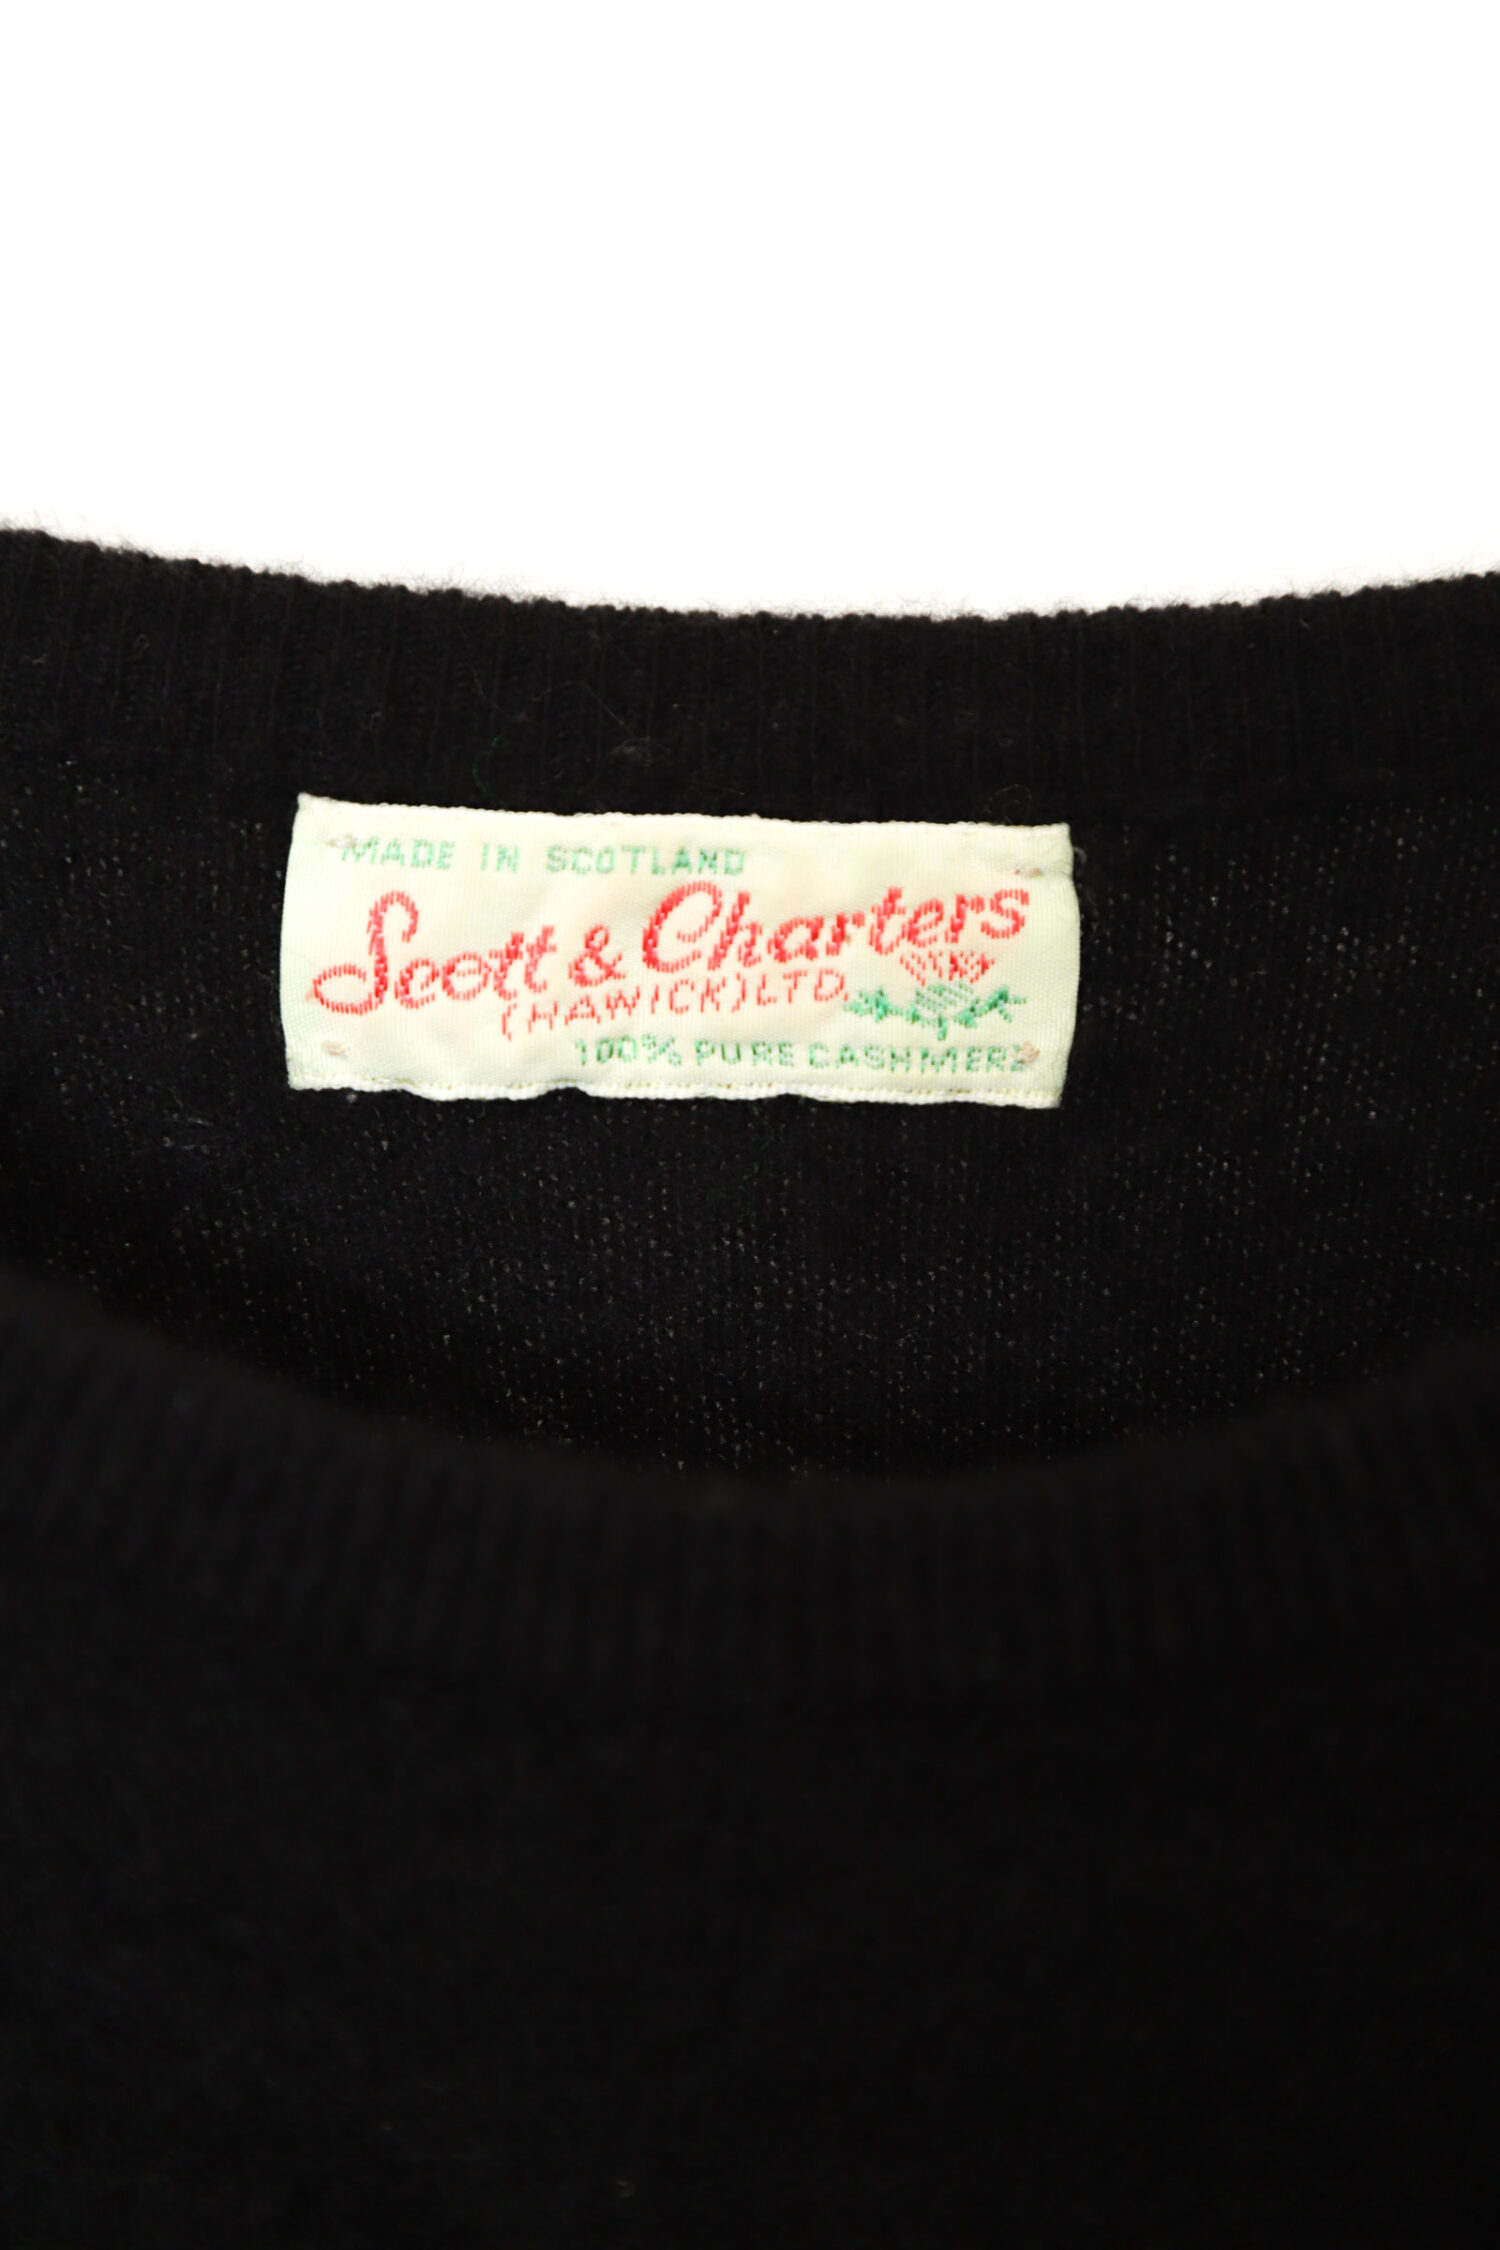 MADE IN SCOTLAND
Scott & Charters
(HAWICK) LTD.
100% PURE CASHMERE